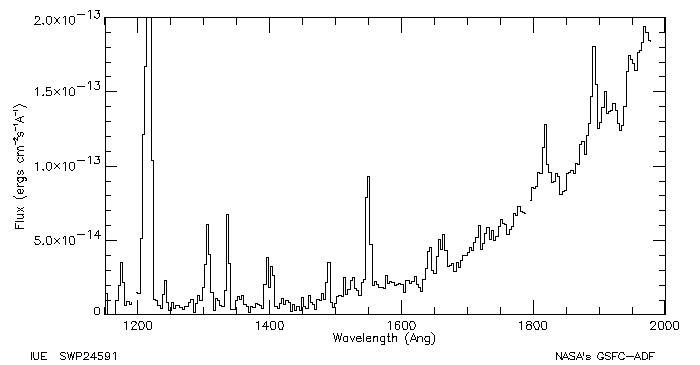 2.0×10⁻¹³
1.5×10⁻¹³
1.0×10⁻¹³
5.0×10⁻¹⁴
0
Flux (ergs cm⁻²s⁻¹A⁻¹)
1200 1400 1600 1800 2000
Wavelength (Ang)
IUE SWP24591 NASA's GSFC–ADF